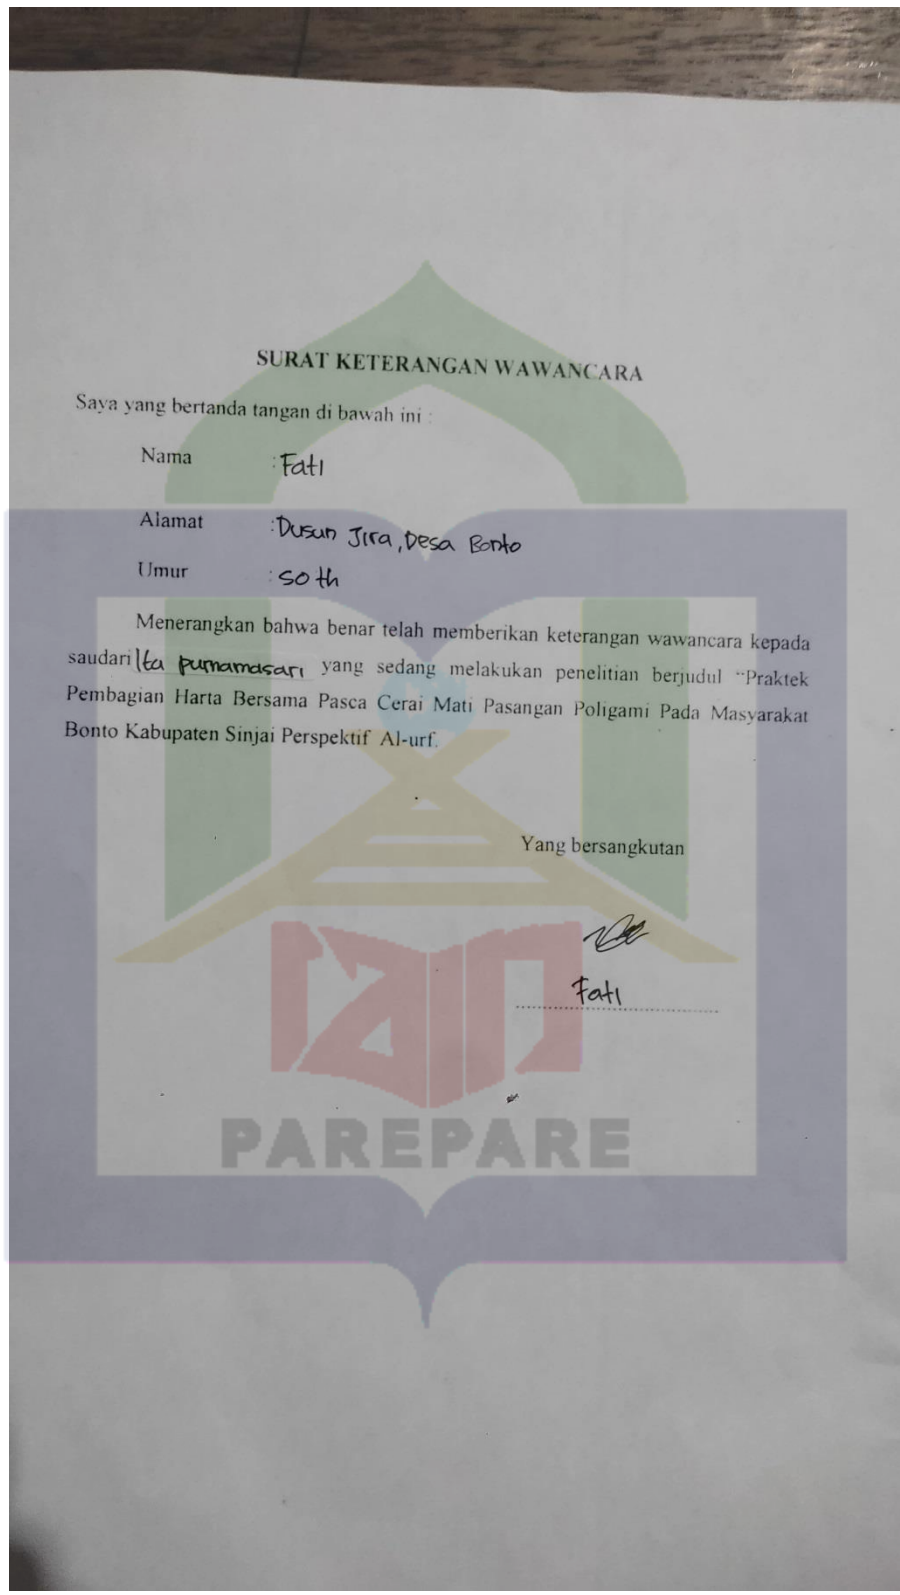 SURAT KETERANGAN WAWANCARA
Saya yang bertanda tangan di bawah ini :
Nama : Fati
Alamat : Dusun Jira, Desa Bonto
Umur : 50 th
Menerangkan bahwa benar telah memberikan keterangan wawancara kepada
saudari Ita purnamasari yang sedang melakukan penelitian berjudul "Praktek
Pembagian Harta Bersama Pasca Cerai Mati Pasangan Poligami Pada Masyarakat
Bonto Kabupaten Sinjai Perspektif Al-urf.
Yang bersangkutan
Fati
IAIN
PAREPARE